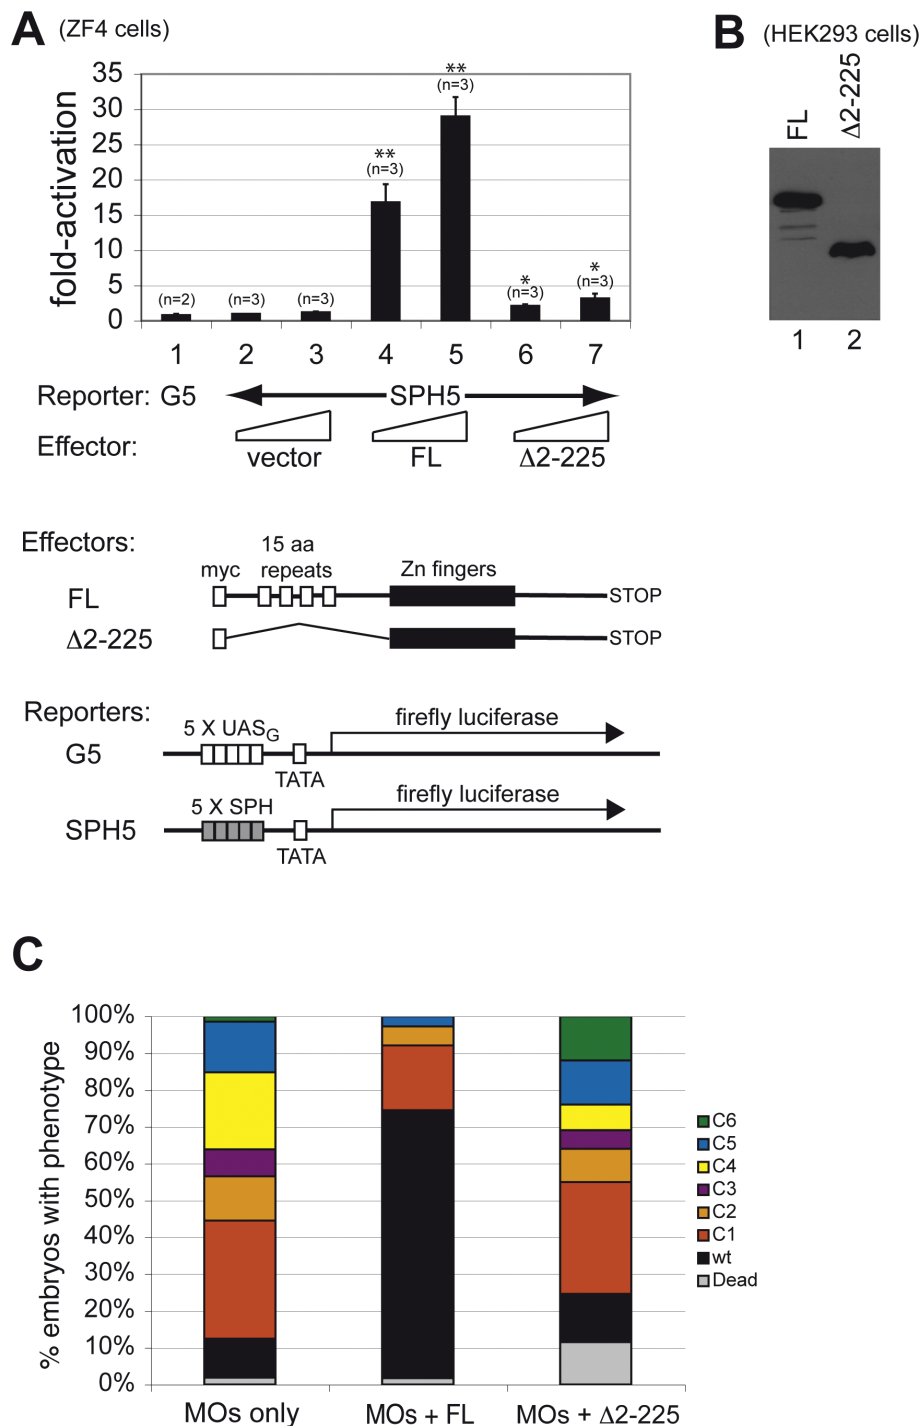 A (ZF4 cells)
fold-activation
35
30
25
20
15
10
5
0
(n=2)
(n=3)
(n=3)
**
(n=3)
**
(n=3)
*
(n=3)
*
(n=3)
1 2 3 4 5 6 7
Reporter: G5 SPH5
Effector: vector FL Δ2-225
B (HEK293 cells)
FL Δ2-225
1 2
Effectors:
myc 15 aa repeats Zn fingers
FL STOP
Δ2-225 STOP
Reporters:
5 X UASG firefly luciferase
G5
TATA
5 X SPH firefly luciferase
SPH5
TATA
C
% embryos with phenotype
100%
90%
80%
70%
60%
50%
40%
30%
20%
10%
0%
MOs only MOs + FL MOs + Δ2-225
C6
C5
C4
C3
C2
C1
wt
Dead